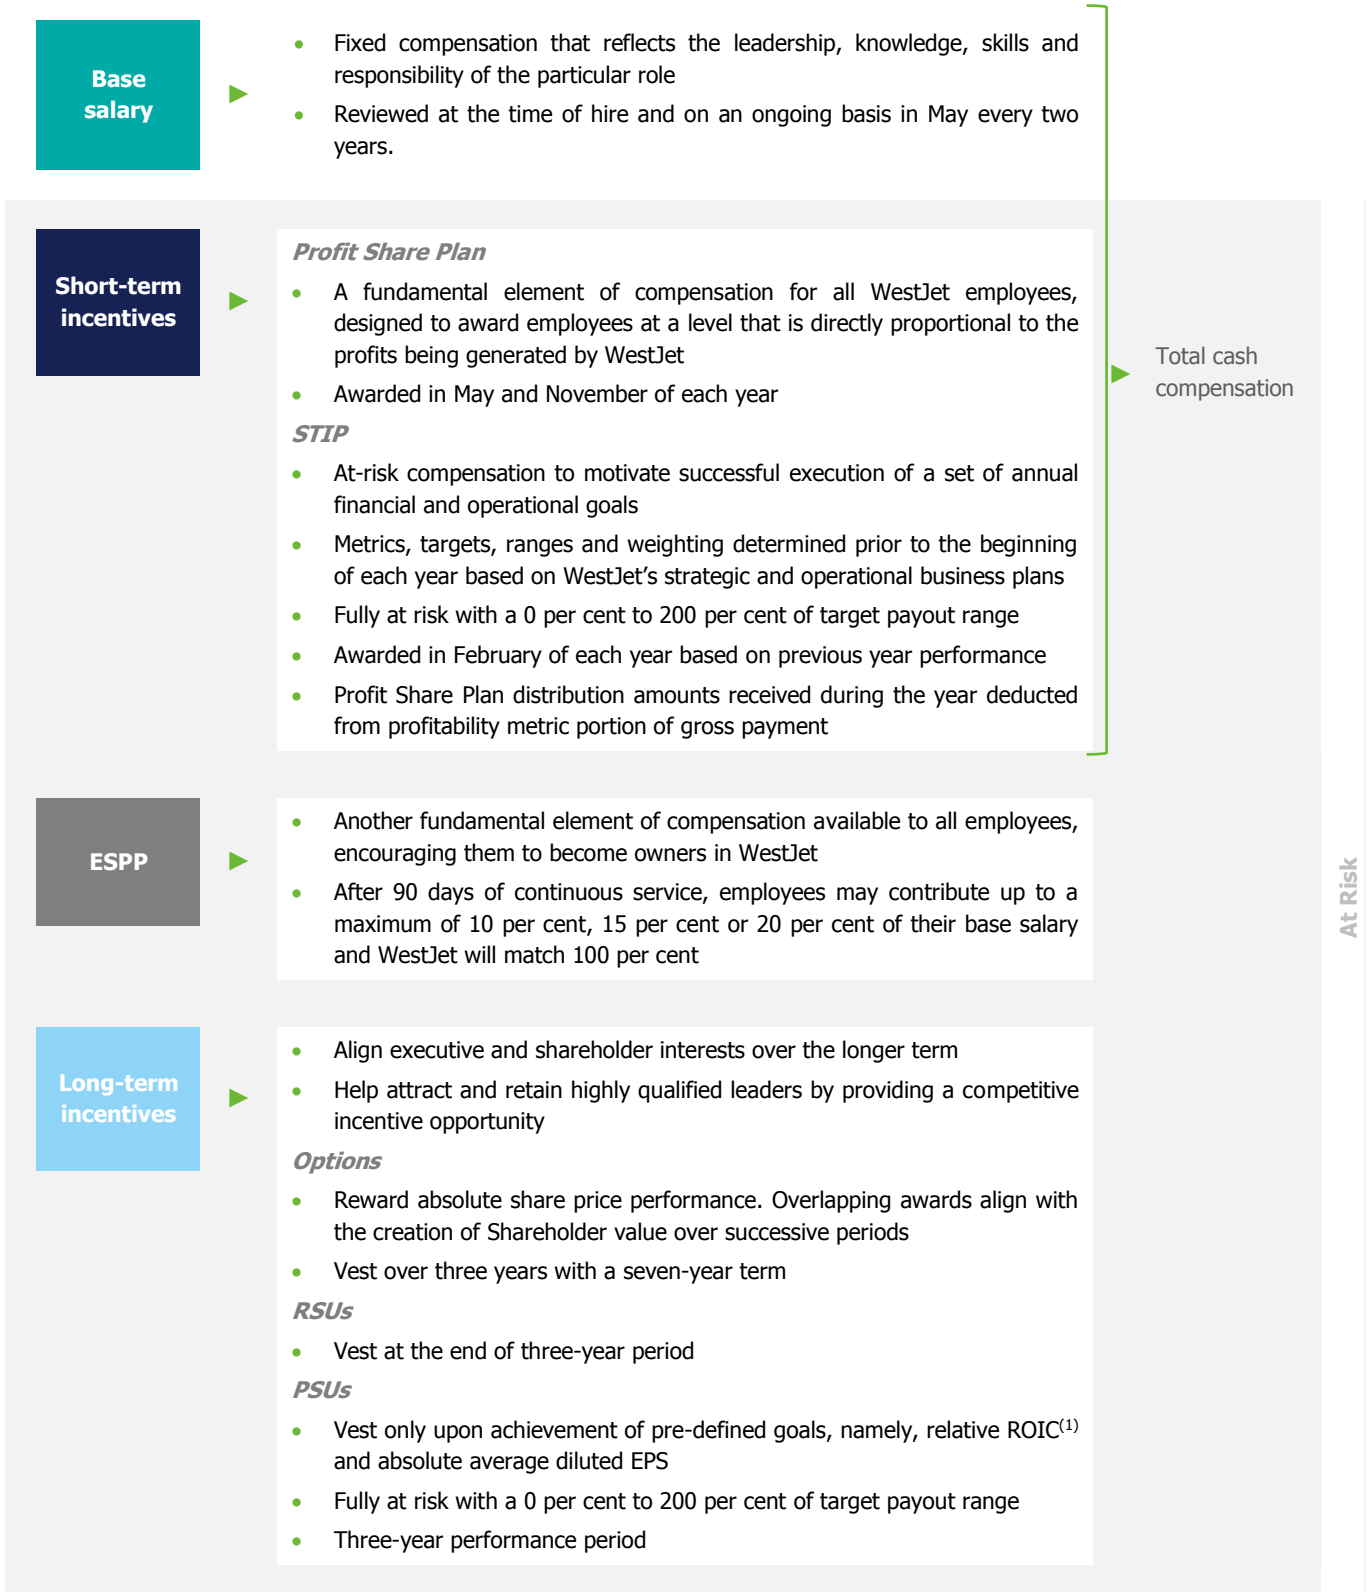 Base
salary
• Fixed compensation that reflects the leadership, knowledge, skills and
responsibility of the particular role
• Reviewed at the time of hire and on an ongoing basis in May every two
years.
Short-term
incentives
Profit Share Plan
• A fundamental element of compensation for all WestJet employees,
designed to award employees at a level that is directly proportional to the
profits being generated by WestJet
• Awarded in May and November of each year
STIP
• At-risk compensation to motivate successful execution of a set of annual
financial and operational goals
• Metrics, targets, ranges and weighting determined prior to the beginning
of each year based on WestJet’s strategic and operational business plans
• Fully at risk with a 0 per cent to 200 per cent of target payout range
• Awarded in February of each year based on previous year performance
• Profit Share Plan distribution amounts received during the year deducted
from profitability metric portion of gross payment
Total cash
compensation
ESPP
• Another fundamental element of compensation available to all employees,
encouraging them to become owners in WestJet
• After 90 days of continuous service, employees may contribute up to a
maximum of 10 per cent, 15 per cent or 20 per cent of their base salary
and WestJet will match 100 per cent
At Risk
Long-term
incentives
• Align executive and shareholder interests over the longer term
• Help attract and retain highly qualified leaders by providing a competitive
incentive opportunity
Options
• Reward absolute share price performance. Overlapping awards align with
the creation of Shareholder value over successive periods
• Vest over three years with a seven-year term
RSUs
• Vest at the end of three-year period
PSUs
• Vest only upon achievement of pre-defined goals, namely, relative ROIC(1)
and absolute average diluted EPS
• Fully at risk with a 0 per cent to 200 per cent of target payout range
• Three-year performance period